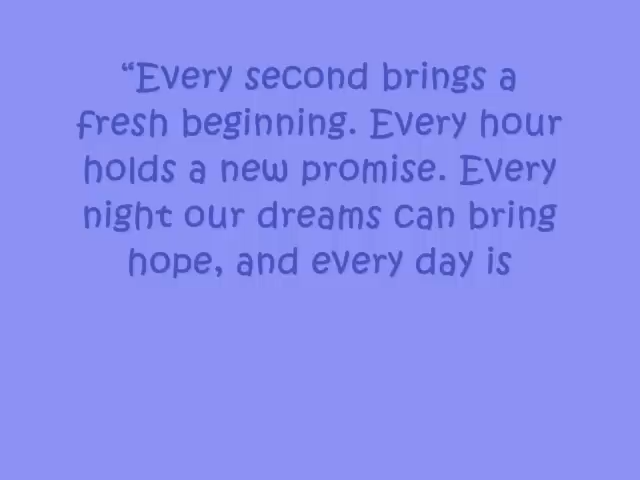 “Every second brings a
fresh beginning. Every hour
holds a new promise. Every
night our dreams can bring
hope, and every day is